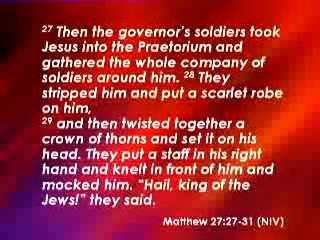 27 Then the governor's soldiers took
Jesus into the Praetorium and
gathered the whole company of
soldiers around him. 28 They
stripped him and put a scarlet robe
on him,
29 and then twisted together a
crown of thorns and set it on his
head. They put a staff in his right
hand and knelt in front of him and
mocked him. "Hail, king of the
Jews!" they said.
Matthew 27:27-31 (NIV)